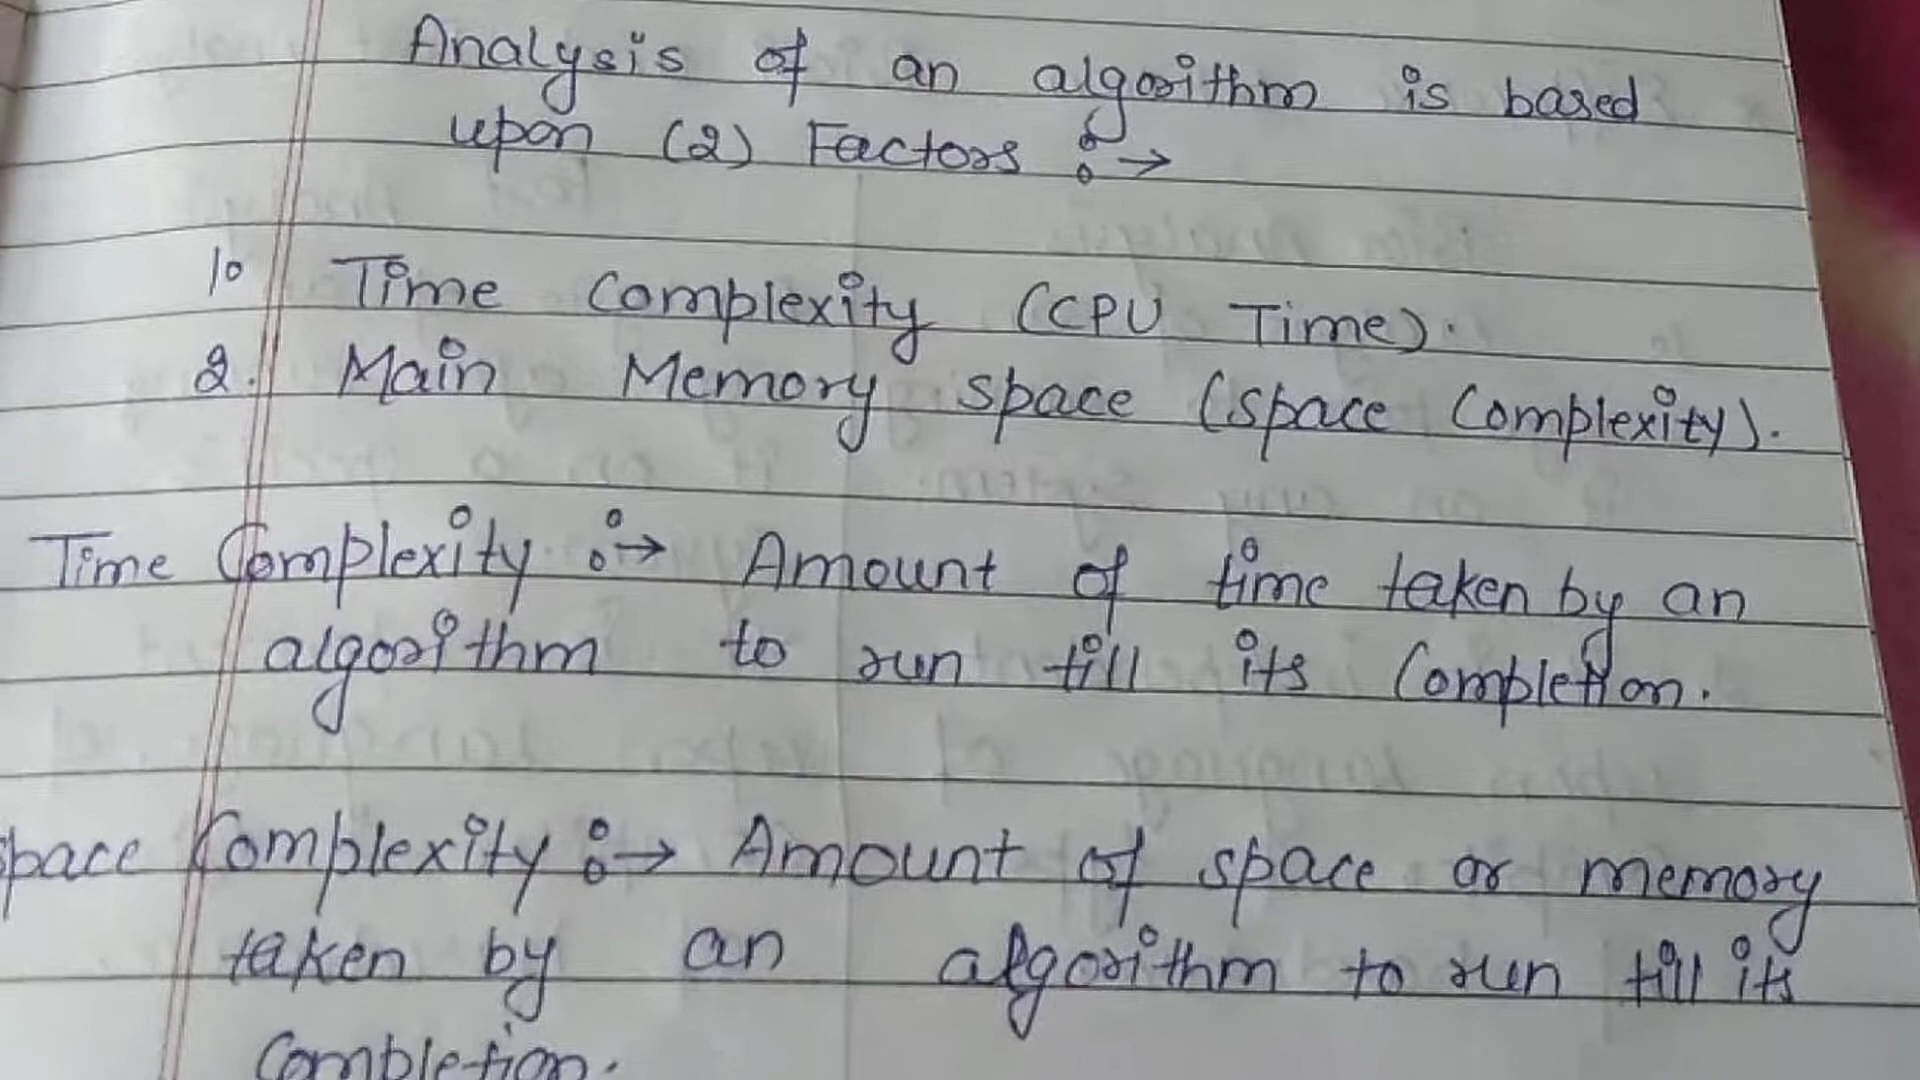 Analysis of an algorithm is based
upon (2) Factors :→
1. Time Complexity (CPU Time).
2. Main Memory space (space Complexity).
Time Complexity :→ Amount of time taken by an
algorithm to run till its Completion.
space Complexity :→ Amount of space or memory
taken by an algorithm to run till its
Completion.